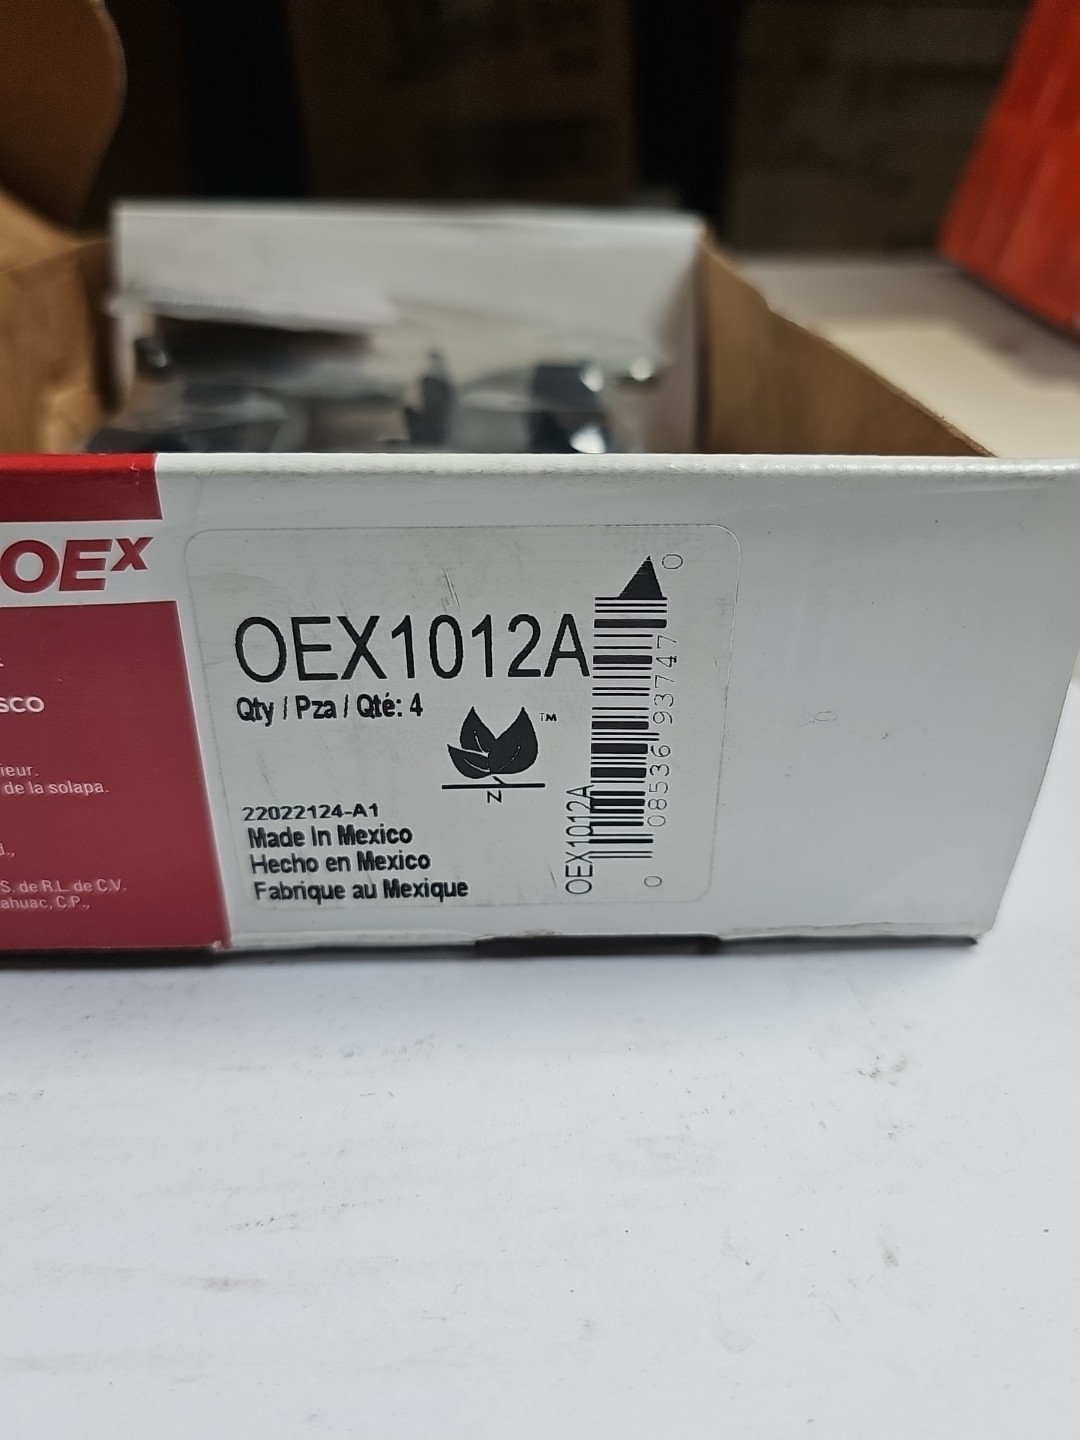 OEX
SCO
ieur.
de la solapa.
d.,
S. de R.L. de C.V.
ahuac, C.P.,
OEX1012A
Qty / Pza / Qté: 4
TM
N
22022124-A1
Made In Mexico
Hecho en Mexico
Fabrique au Mexique
OEX1012A
0 08536 93747 0